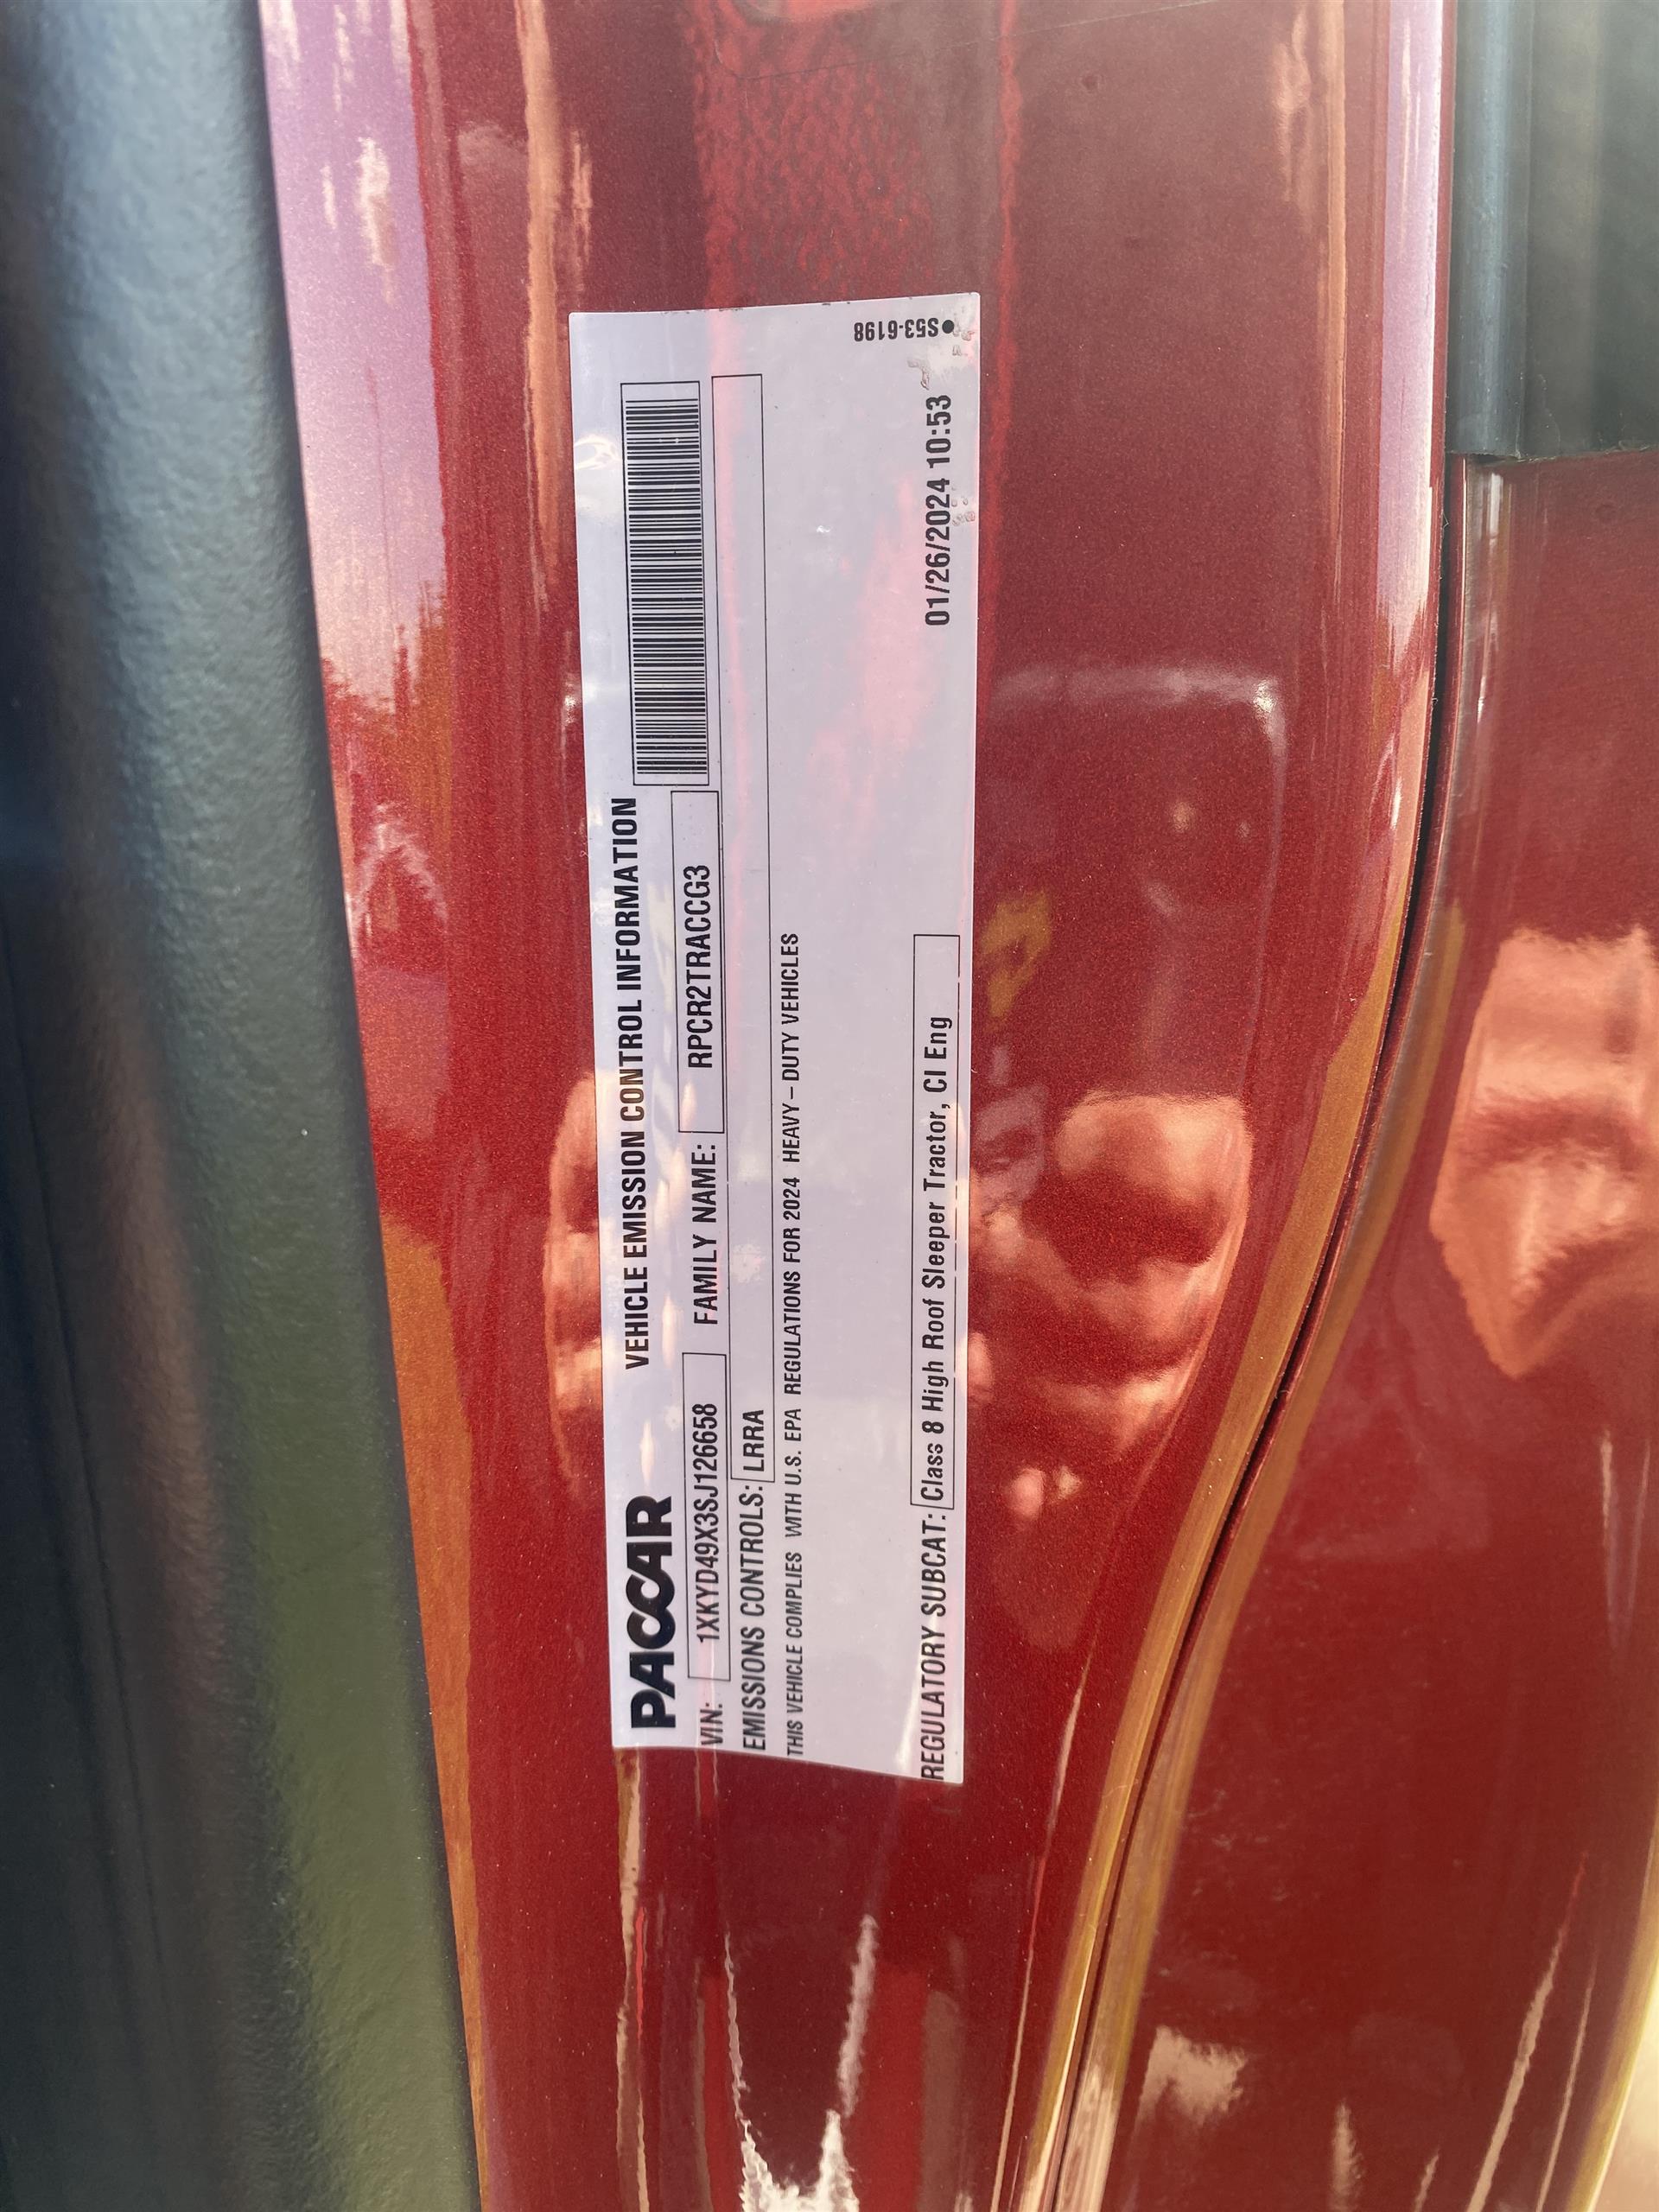 PACCAR VEHICLE EMISSION CONTROL INFORMATION
VIN: 1XKYD49X3SJ126658 FAMILY NAME: RPCR2TRACCG3
EMISSIONS CONTROLS: LRRA
THIS VEHICLE COMPLIES WITH U.S. EPA REGULATIONS FOR 2024 HEAVY – DUTY VEHICLES
REGULATORY SUBCAT: Class 8 High Roof Sleeper Tractor, CI Eng 01/26/2024 10:53
●S53-6198